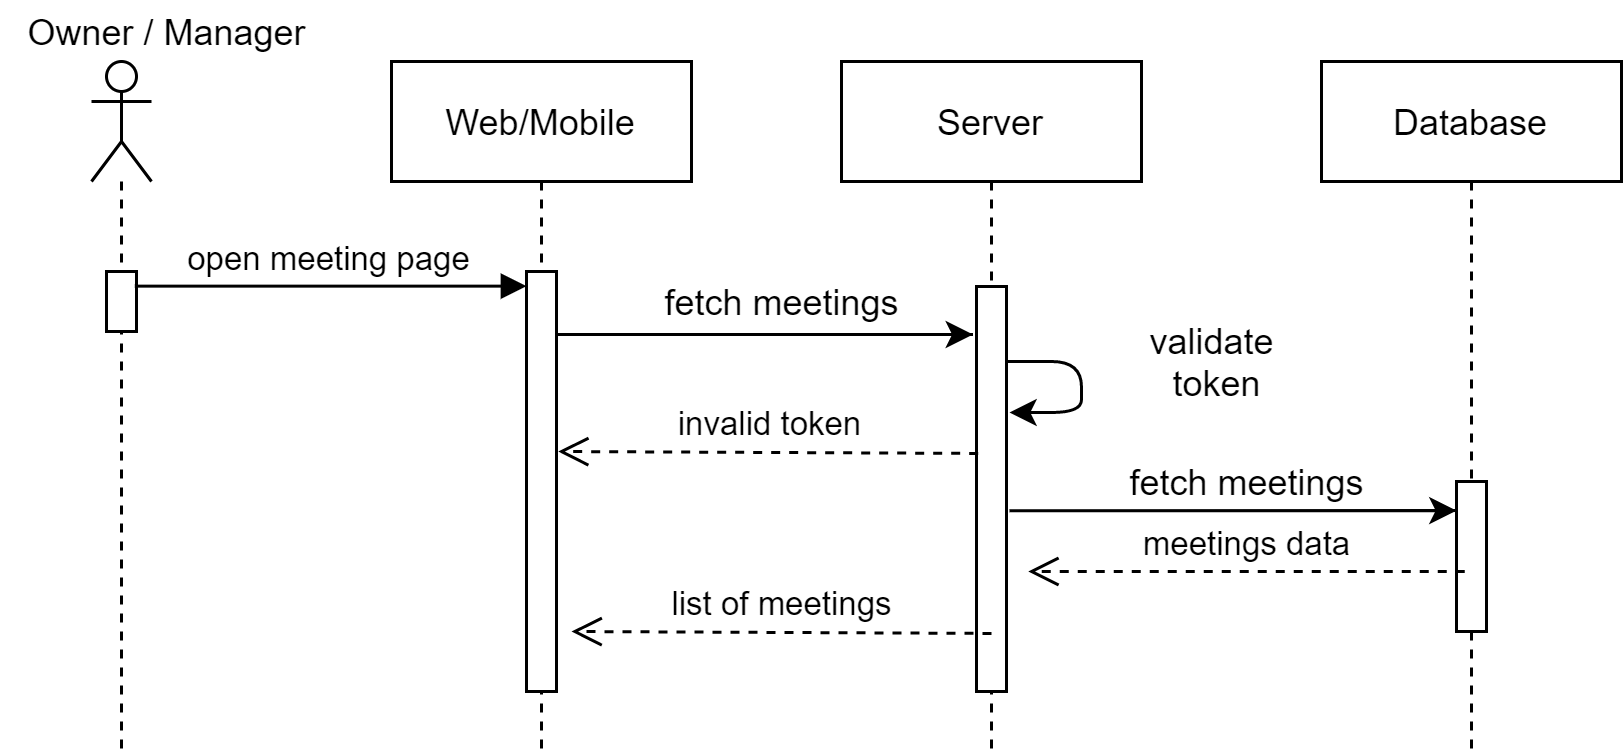 Owner / Manager
Web/Mobile
Server
Database
open meeting page
fetch meetings
validate
token
invalid token
fetch meetings
meetings data
list of meetings